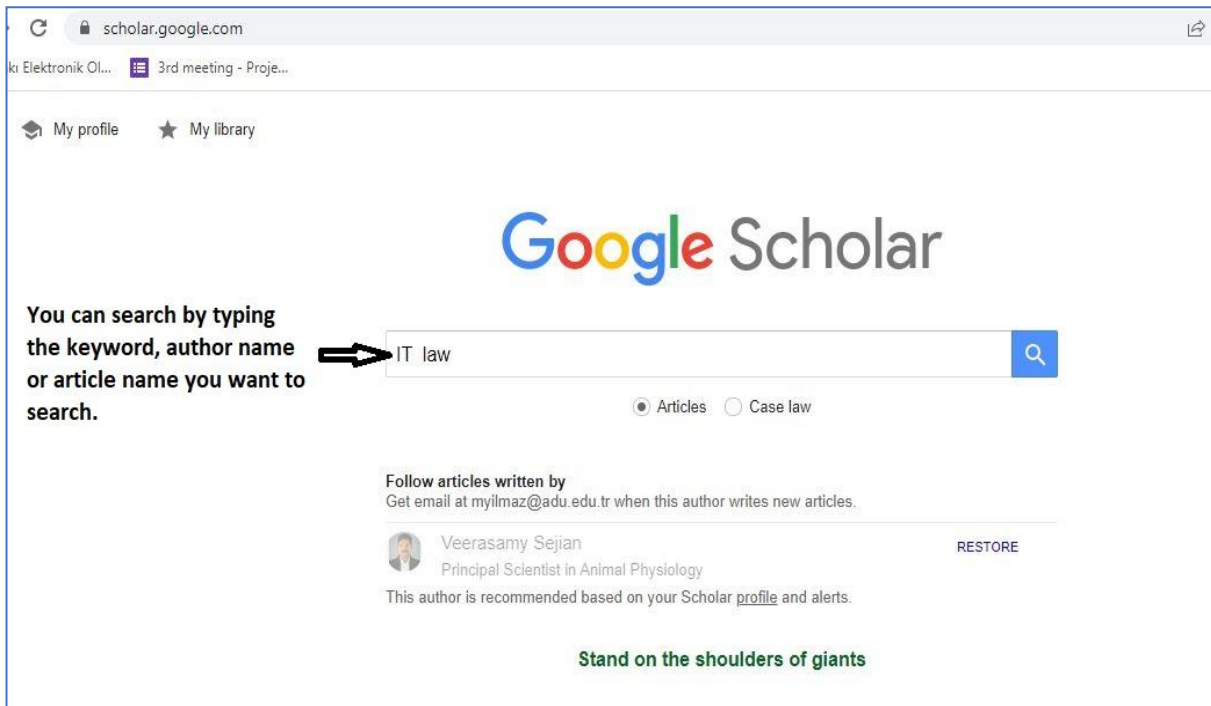 scholar.google.com
kı Elektronik Ol... 3rd meeting - Proje...
My profile My library
Google Scholar
You can search by typing
the keyword, author name
or article name you want to
search.
IT law
Articles Case law
Follow articles written by
Get email at myilmaz@adu.edu.tr when this author writes new articles.
Veerasamy Sejian
RESTORE
Principal Scientist in Animal Physiology
This author is recommended based on your Scholar profile and alerts.
Stand on the shoulders of giants